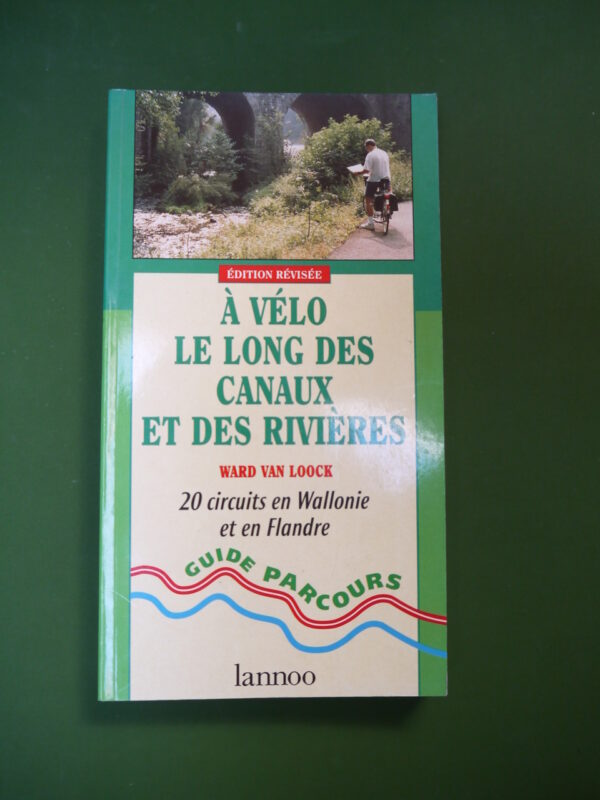 ÉDITION RÉVISÉE
À VÉLO
LE LONG DES
CANAUX
ET DES RIVIÈRES
WARD VAN LOOCK
20 circuits en Wallonie
et en Flandre
GUIDE PARCOURS
lannoo